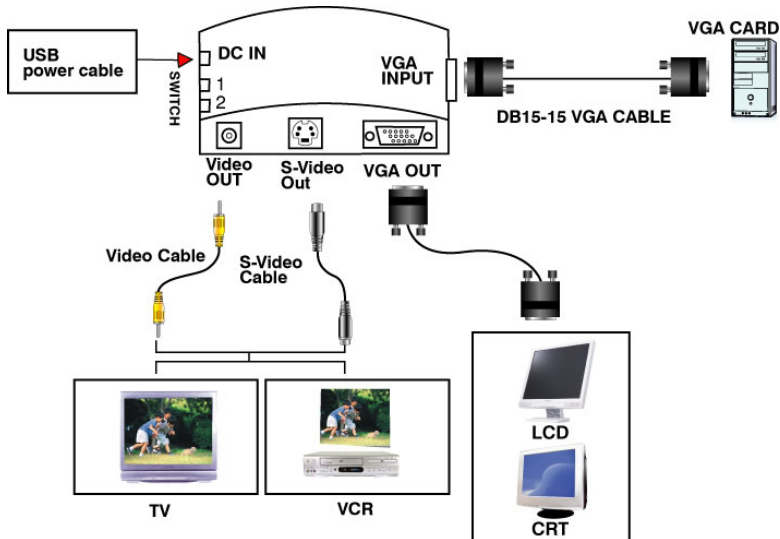 VGA CARD
USB
power cable
DC IN
SWITCH
1
2
VGA
INPUT
DB15-15 VGA CABLE
Video
OUT
S-Video
Out
VGA OUT
Video Cable
S-Video
Cable
TV
VCR
LCD
CRT